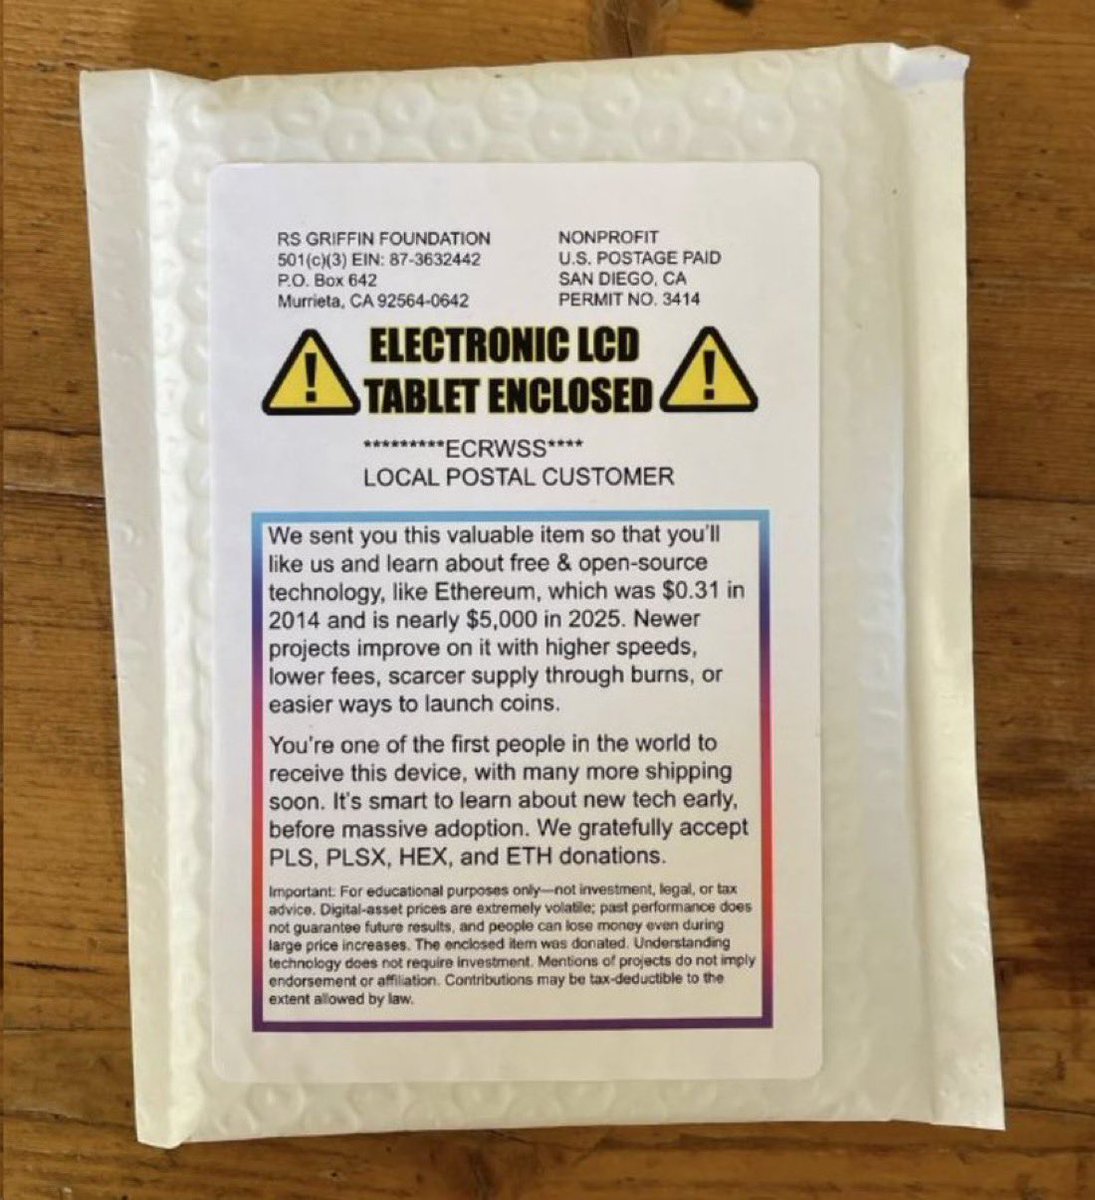 RS GRIFFIN FOUNDATION
501(c)(3) EIN: 87-3632442
P.O. Box 642
Murrieta, CA 92564-0642
NONPROFIT
U.S. POSTAGE PAID
SAN DIEGO, CA
PERMIT NO. 3414
ELECTRONIC LCD
TABLET ENCLOSED
*********ECRWSS****
LOCAL POSTAL CUSTOMER
We sent you this valuable item so that you'll
like us and learn about free & open-source
technology, like Ethereum, which was $0.31 in
2014 and is nearly $5,000 in 2025. Newer
projects improve on it with higher speeds,
lower fees, scarcer supply through burns, or
easier ways to launch coins.
You're one of the first people in the world to
receive this device, with many more shipping
soon. It's smart to learn about new tech early,
before massive adoption. We gratefully accept
PLS, PLSX, HEX, and ETH donations.
Important: For educational purposes only—not investment, legal, or tax
advice. Digital-asset prices are extremely volatile; past performance does
not guarantee future results, and people can lose money even during
large price increases. The enclosed item was donated. Understanding
technology does not require investment. Mentions of projects do not imply
endorsement or affiliation. Contributions may be tax-deductible to the
extent allowed by law.